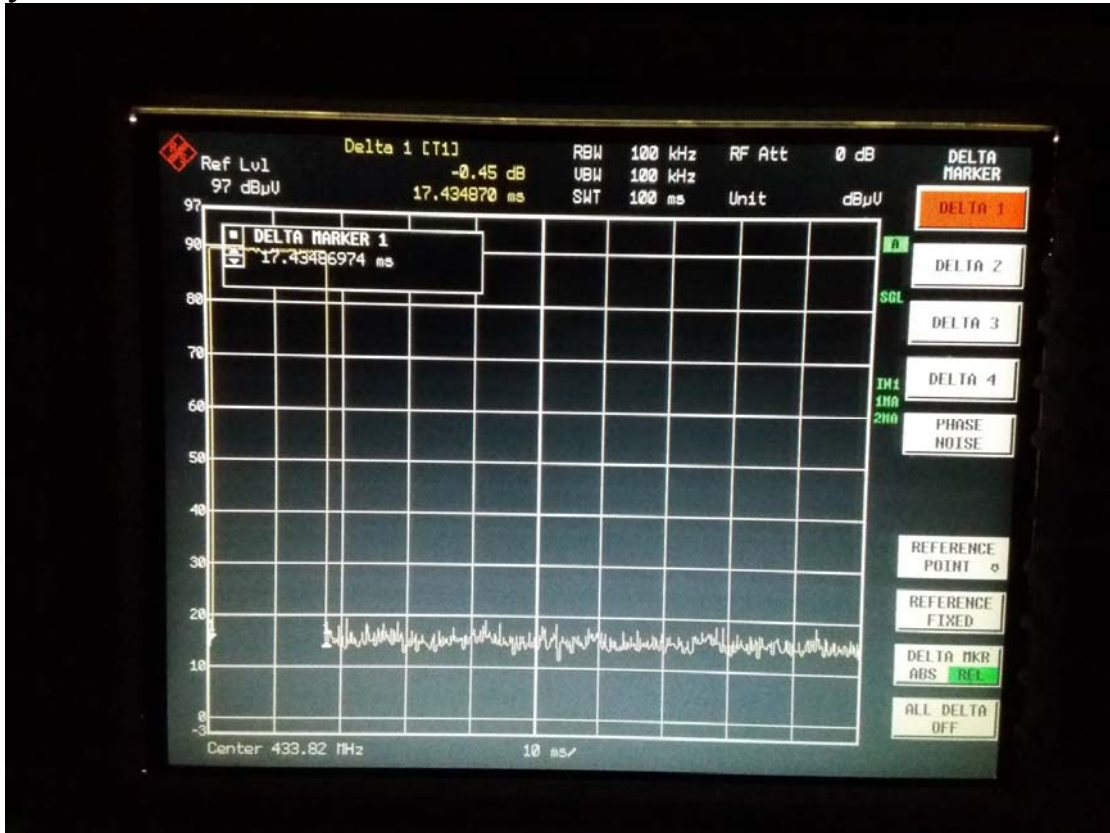 R S
Ref Lvl
97 dBµV
Delta 1 [T1]
-0.45 dB
17.434870 ms
RBW 100 kHz
VBW 100 kHz
SWT 100 ms
RF Att 0 dB
Unit dBµV
97
DELTA MARKER 1
17.43486974 ms
90
80
70
60
50
40
30
20
10
0
-3
Center 433.82 MHz
10 ms/
A
SGL
IN1
1MA
2MA
DELTA
MARKER
DELTA 1
DELTA 2
DELTA 3
DELTA 4
PHASE
NOISE
REFERENCE
POINT
REFERENCE
FIXED
DELTA MKR
ABS REL
ALL DELTA
OFF